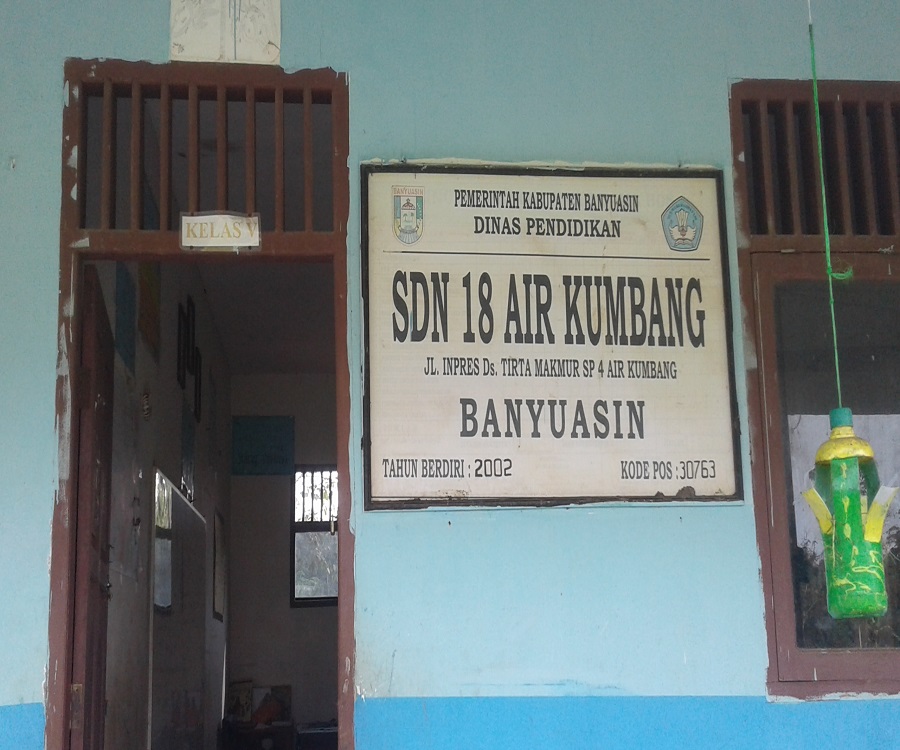 KELAS V
BANYUASIN
PEMERINTAH KABUPATEN BANYUASIN
DINAS PENDIDIKAN
SDN 18 AIR KUMBANG
JL. INPRES Ds. TIRTA MAKMUR SP 4 AIR KUMBANG
BANYUASIN
TAHUN BERDIRI : 2002
KODE POS : 30763